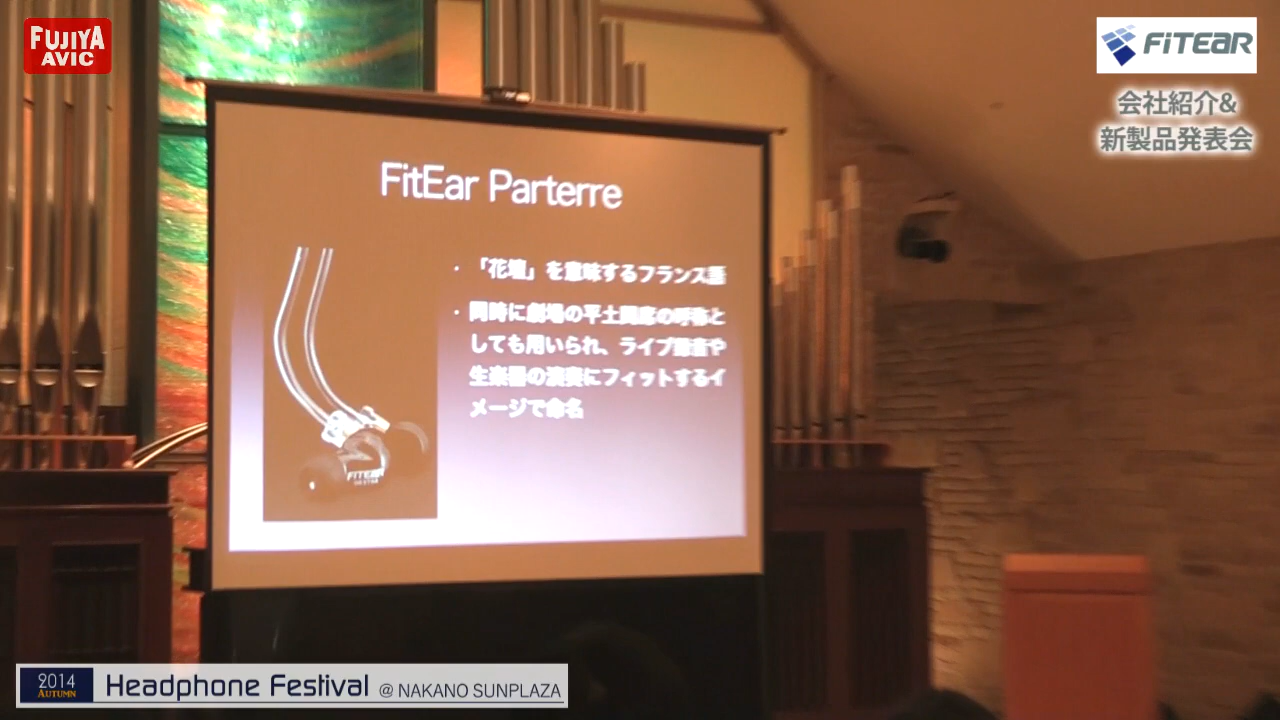 FUJIYA
AVIC
FITEAR
会社紹介&
新製品発表会
FitEar Parterre
・「花壇」を意味するフランス語
・同時に劇場の平土間席の呼称と
しても用いられ、ライブ録音や
生楽器の演奏にフィットするイ
メージで命名
FITEAR
2014
AUTUMN
Headphone Festival @ NAKANO SUNPLAZA